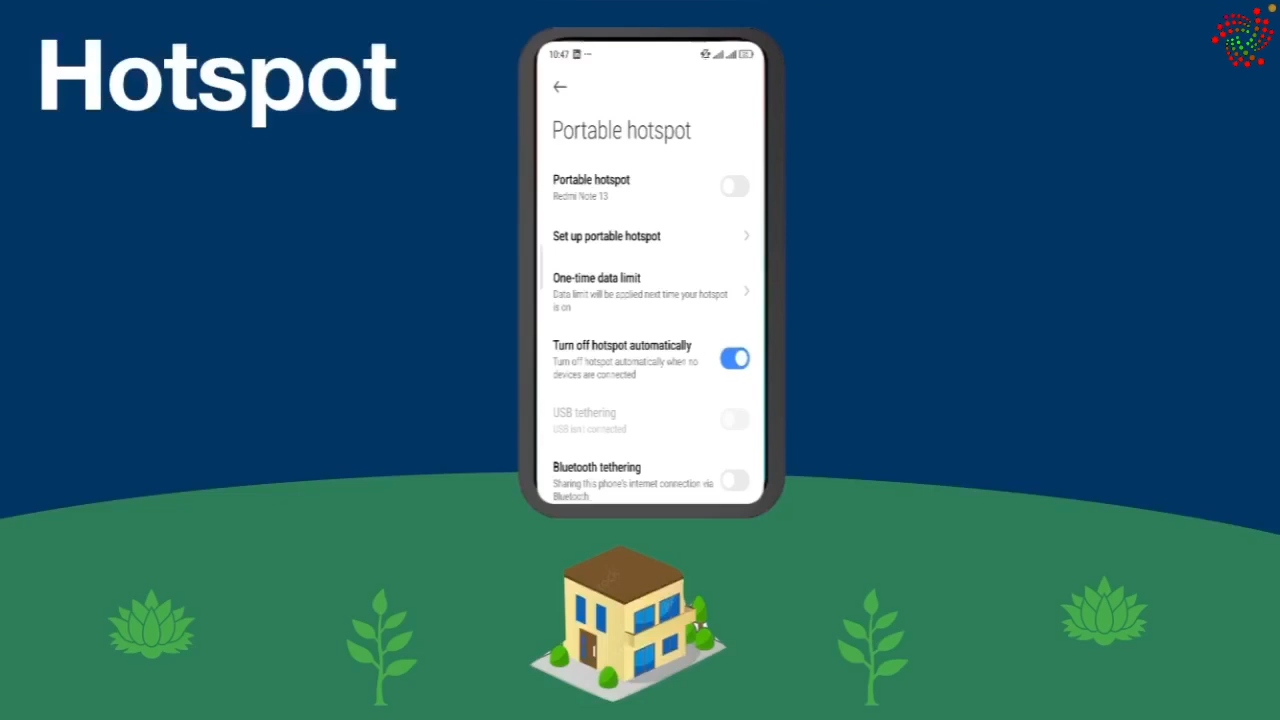 Hotspot
10:47
Portable hotspot
Portable hotspot
Redmi Note 13
Set up portable hotspot
One-time data limit
Data limit will be applied next time your hotspot
is on
Turn off hotspot automatically
Turn off hotspot automatically when no
devices are connected
USB tethering
USB isn't connected
Bluetooth tethering
Sharing this phone's internet connection via
Bluetooth